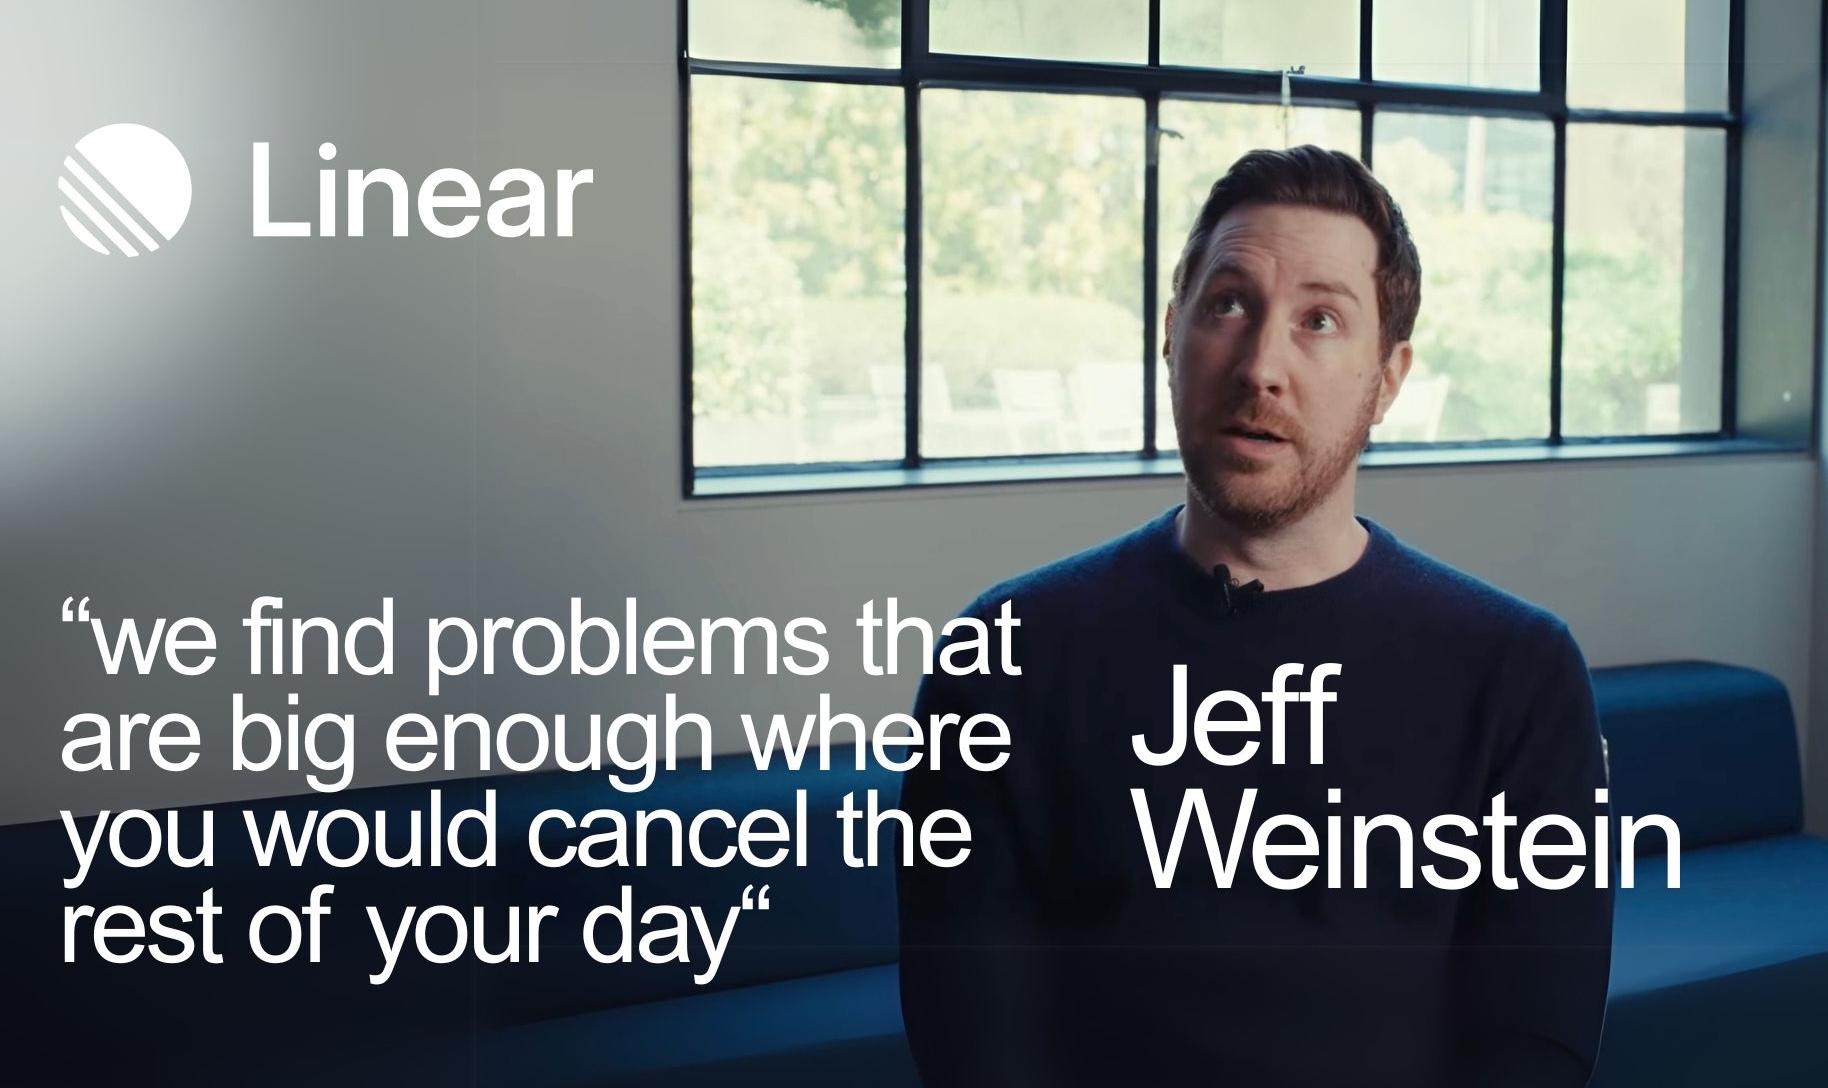 Linear
“we find problems that
are big enough where
you would cancel the
rest of your day“
Jeff
Weinstein